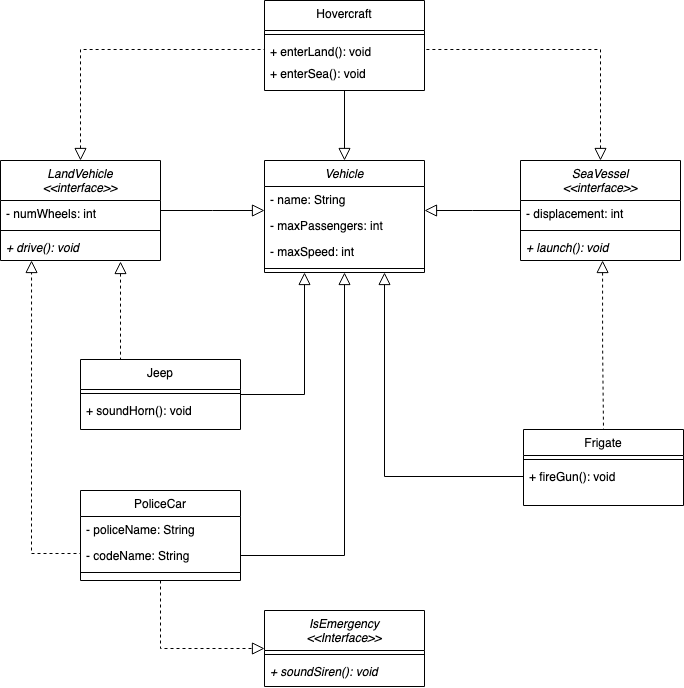 Hovercraft
+ enterLand(): void
+ enterSea(): void
LandVehicle
<<interface>>
- numWheels: int
+ drive(): void
Vehicle
- name: String
- maxPassengers: int
- maxSpeed: int
SeaVessel
<<interface>>
- displacement: int
+ launch(): void
Jeep
+ soundHorn(): void
Frigate
+ fireGun(): void
PoliceCar
- policeName: String
- codeName: String
IsEmergency
<<Interface>>
+ soundSiren(): void